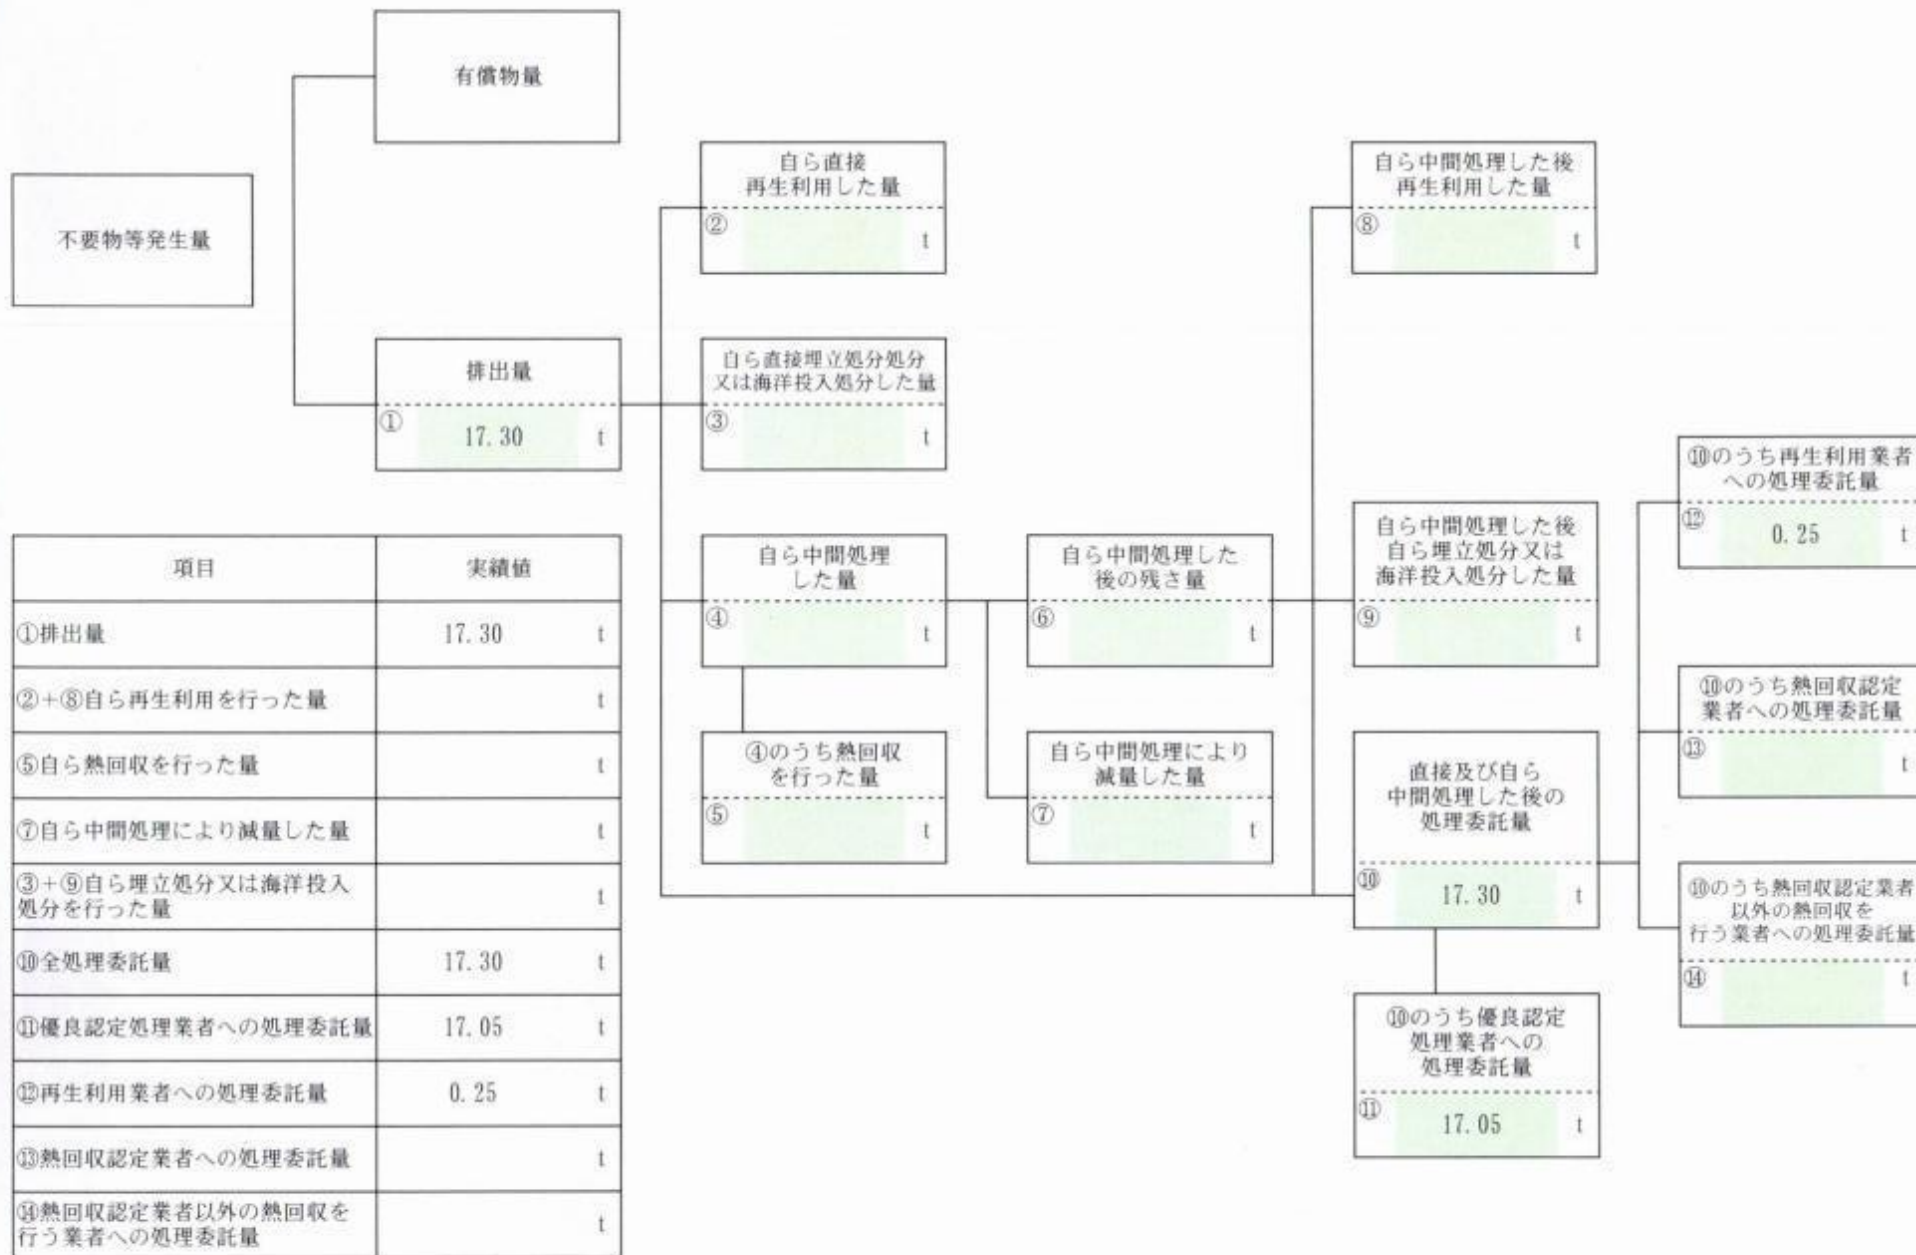 有償物量
不要物等発生量
自ら直接
再生利用した量
②
t
自ら中間処理した後
再生利用した量
⑧
t
排出量
①
17.30 t
自ら直接埋立処分処分
又は海洋投入処分した量
③
t
⑩のうち再生利用業者
への処理委託量
⑫
0.25 t
自ら中間処理
した量
④
t
自ら中間処理した
後の残さ量
⑥
t
自ら中間処理した後
自ら埋立処分又は
海洋投入処分した量
⑨
t
⑩のうち熱回収認定
業者への処理委託量
⑬
t
④のうち熱回収
を行った量
⑤
t
自ら中間処理により
減量した量
⑦
t
直接及び自ら
中間処理した後の
処理委託量
⑩
17.30 t
⑩のうち熱回収認定業者
以外の熱回収を
行う業者への処理委託量
⑭
t
⑩のうち優良認定
処理業者への
処理委託量
⑪
17.05 t
項目 実績値
①排出量 17.30 t
②+⑧自ら再生利用を行った量 t
⑤自ら熱回収を行った量 t
⑦自ら中間処理により減量した量 t
③+⑨自ら埋立処分又は海洋投入
処分を行った量 t
⑩全処理委託量 17.30 t
⑪優良認定処理業者への処理委託量 17.05 t
⑫再生利用業者への処理委託量 0.25 t
⑬熱回収認定業者への処理委託量 t
⑭熱回収認定業者以外の熱回収を
行う業者への処理委託量 t